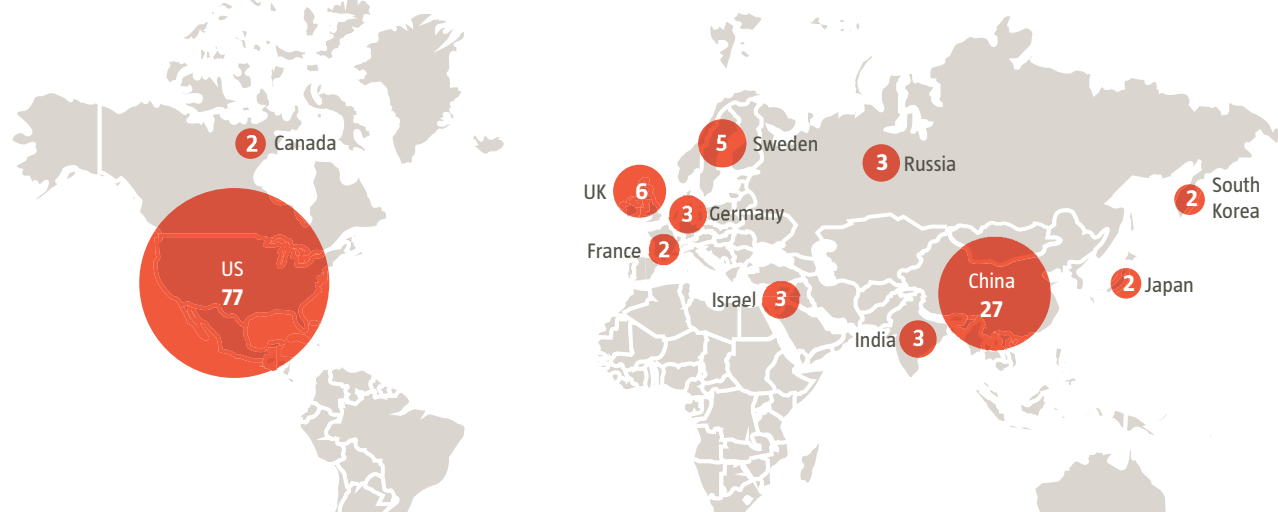 2 Canada
US
77
5 Sweden
3 Russia
UK 6
3 Germany
France 2
Israel 3
India 3
China
27
2 South
Korea
2 Japan